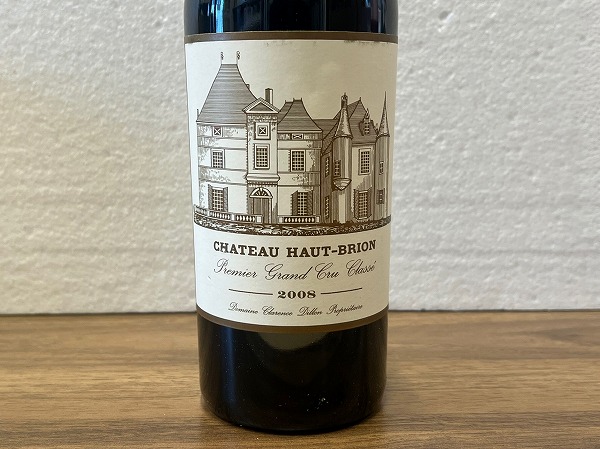 CHATEAU HAUT-BRION
Premier Grand Cru Classé
2008
Domaine Clarence Dillon Propriétaire